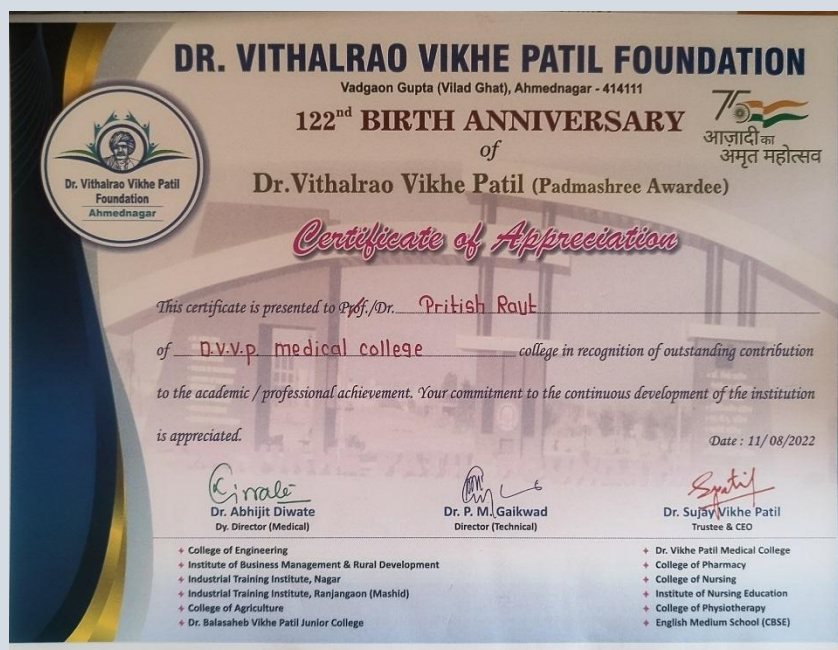 DR. VITHALRAO VIKHE PATIL FOUNDATION
Vadgaon Gupta (Vilad Ghat), Ahmednagar - 414111
122nd BIRTH ANNIVERSARY
75
आज़ादी का
अमृत महोत्सव
of
Dr. Vithalrao Vikhe Patil
Foundation
Ahmednagar
Dr.Vithalrao Vikhe Patil (Padmashree Awardee)
Certificate of Appreciation
This certificate is presented to Prof./Dr. Pritish Raut
of D.V.V.P. medical college college in recognition of outstanding contribution
to the academic / professional achievement. Your commitment to the continuous development of the institution
is appreciated.
Date : 11/08/2022
Dr. Abhijit Diwate
Dy. Director (Medical)
Dr. P. M. Gaikwad
Director (Technical)
Dr. Sujay Vikhe Patil
Trustee & CEO
College of Engineering
Institute of Business Management & Rural Development
Industrial Training Institute, Nagar
Industrial Training Institute, Ranjangaon (Mashid)
College of Agriculture
Dr. Balasaheb Vikhe Patil Junior College
Dr. Vikhe Patil Medical College
College of Pharmacy
College of Nursing
Institute of Nursing Education
College of Physiotherapy
English Medium School (CBSE)